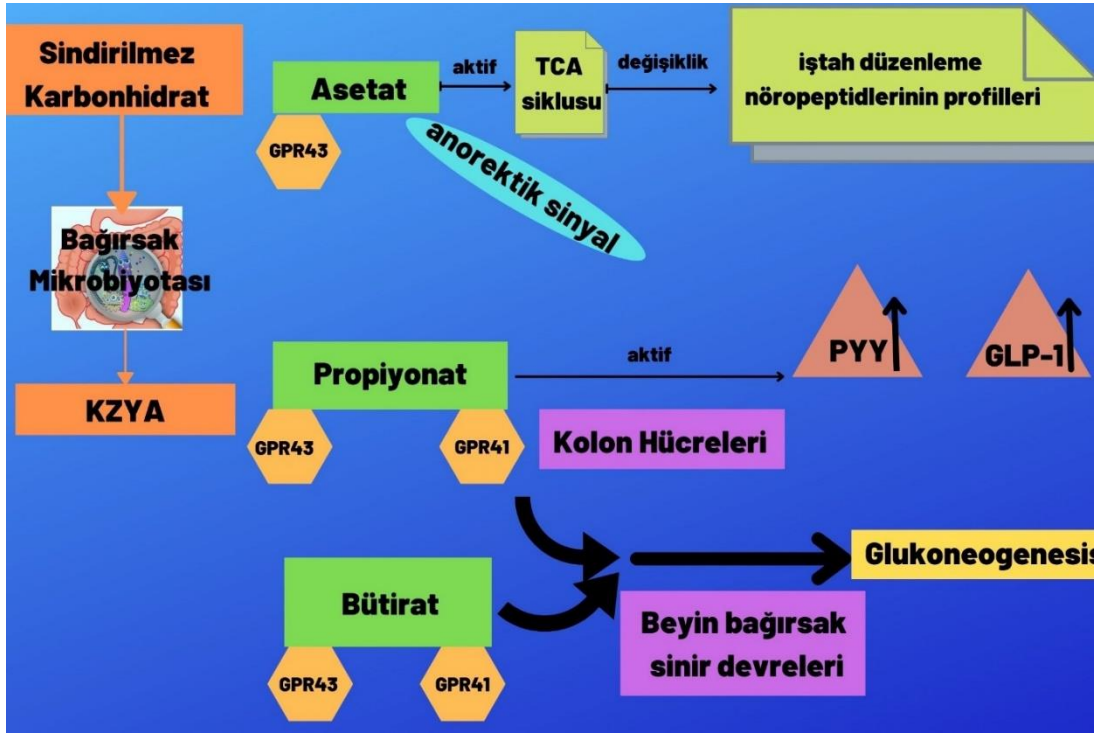 Sindirilmez
Karbonhidrat
Bağırsak
Mikrobiyotası
KZYA
Asetat
GPR43
aktif
TCA
siklusu
değişiklik
iştah düzenleme
nöropeptidlerinin profilleri
anorektik sinyal
Propiyonat
GPR43
GPR41
aktif
PYY
GLP-1
Kolon Hücreleri
Bütirat
GPR43
GPR41
Beyin bağırsak
sinir devreleri
Glukoneogenesis